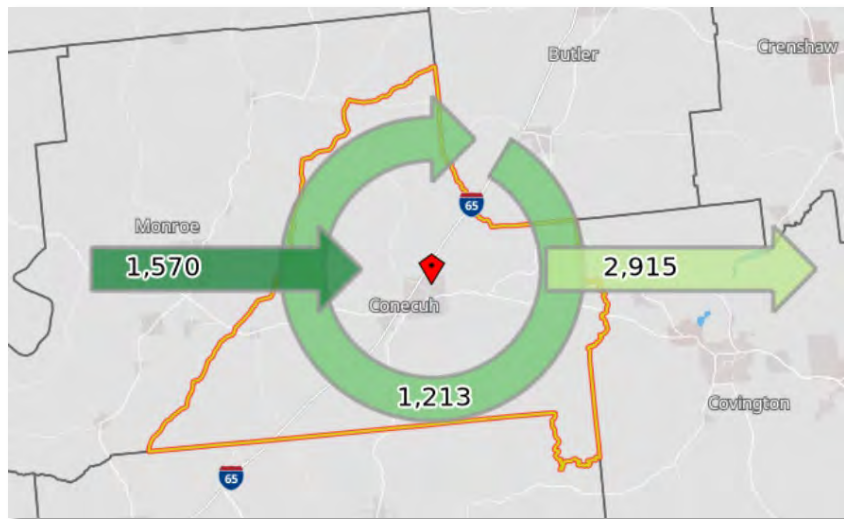 Butler
Crenshaw
65
Monroe
1,570
2,915
Conecuh
1,213
Covington
65